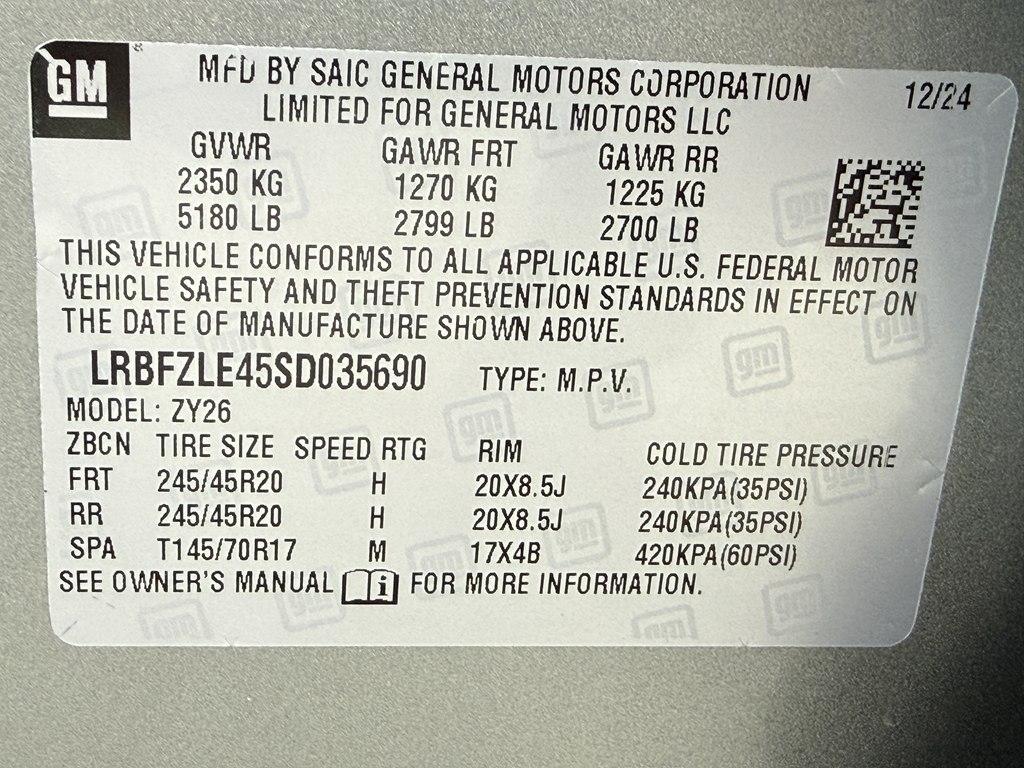 GM
MFD BY SAIC GENERAL MOTORS CORPORATION 12/24
LIMITED FOR GENERAL MOTORS LLC
GVWR GAWR FRT GAWR RR
2350 KG 1270 KG 1225 KG
5180 LB 2799 LB 2700 LB
THIS VEHICLE CONFORMS TO ALL APPLICABLE U.S. FEDERAL MOTOR
VEHICLE SAFETY AND THEFT PREVENTION STANDARDS IN EFFECT ON
THE DATE OF MANUFACTURE SHOWN ABOVE.
LRBFZLE45SD035690 TYPE: M.P.V.
MODEL: ZY26
ZBCN TIRE SIZE SPEED RTG RIM COLD TIRE PRESSURE
FRT 245/45R20 H 20X8.5J 240KPA(35PSI)
RR 245/45R20 H 20X8.5J 240KPA(35PSI)
SPA T145/70R17 M 17X4B 420KPA(60PSI)
SEE OWNER'S MANUAL i FOR MORE INFORMATION.